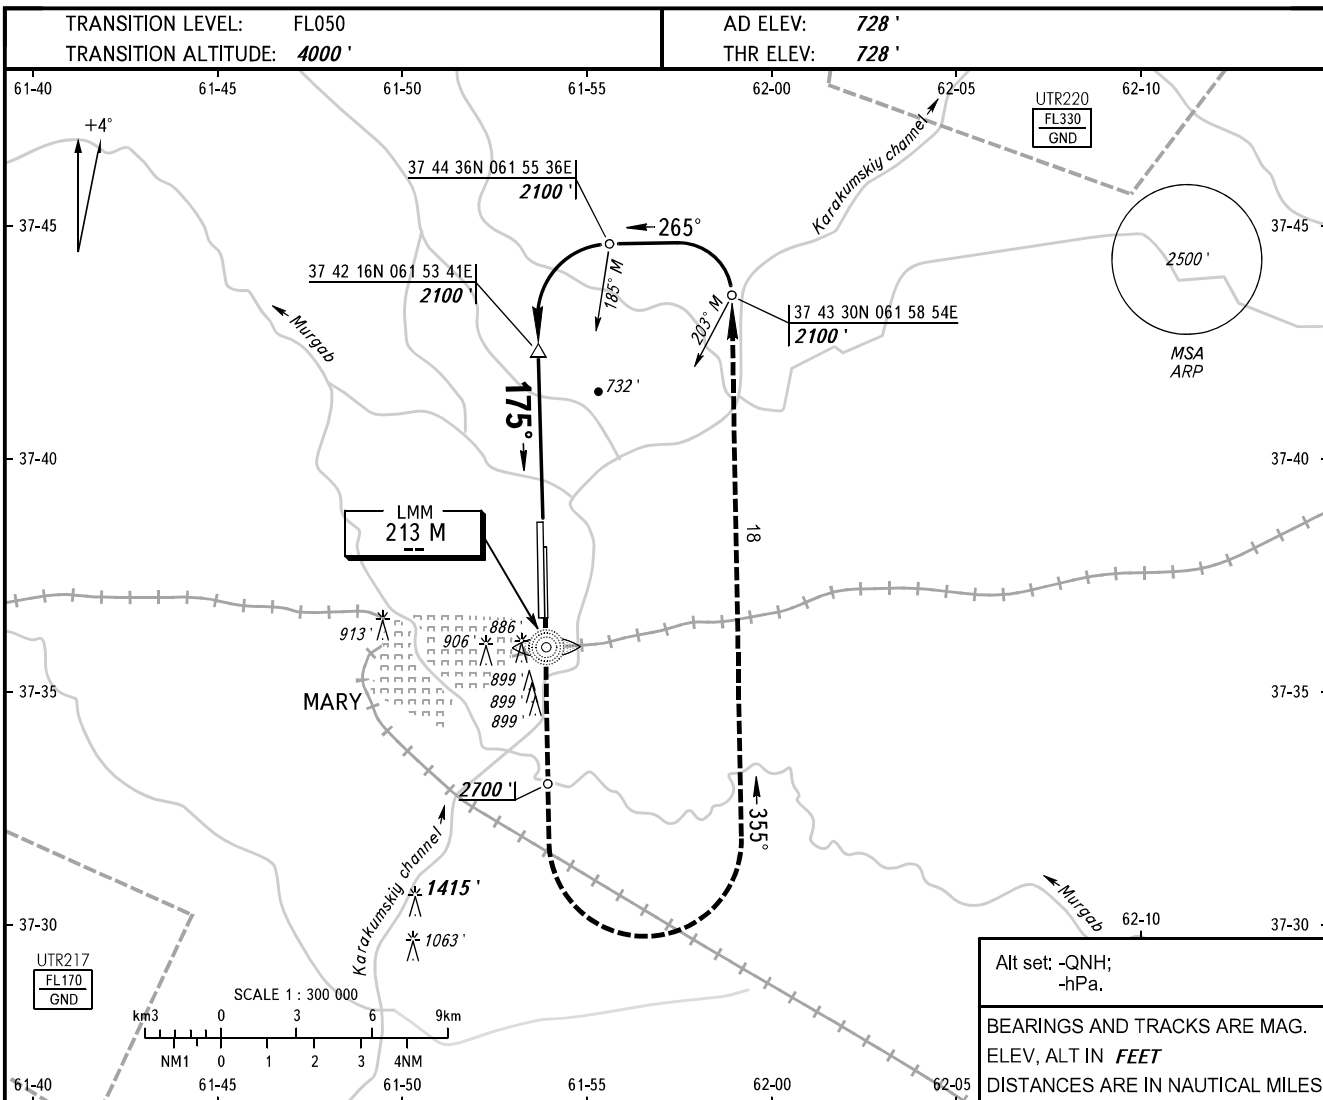 TRANSITION LEVEL: FL050
TRANSITION ALTITUDE: 4000 '
AD ELEV: 728 '
THR ELEV: 728 '
61-40 61-45 61-50 61-55 62-00 62-05 62-10
+4°
UTR220
FL330
GND
Karakumskiy channel
37 44 36N 061 55 36E
2100 '
37-45
265°
37-45
2500 '
MSA
ARP
37 42 16N 061 53 41E
2100 '
185° M
203° M
37 43 30N 061 58 54E
2100 '
Murgab
732 '
175°
37-40
37-40
LMM
213 M
18
913 '
906 '
886 '
899 '
899 '
899 '
MARY
37-35
37-35
2700 '
355°
Karakumskiy channel
1415 '
1063 '
Murgab
37-30
62-10
37-30
UTR217
FL170
GND
SCALE 1 : 300 000
km3 0 3 6 9km
NM1 0 1 2 3 4NM
61-40 61-45 61-50 61-55 62-00 62-05
Alt set: -QNH;
-hPa.
BEARINGS AND TRACKS ARE MAG.
ELEV, ALT IN FEET
DISTANCES ARE IN NAUTICAL MILES